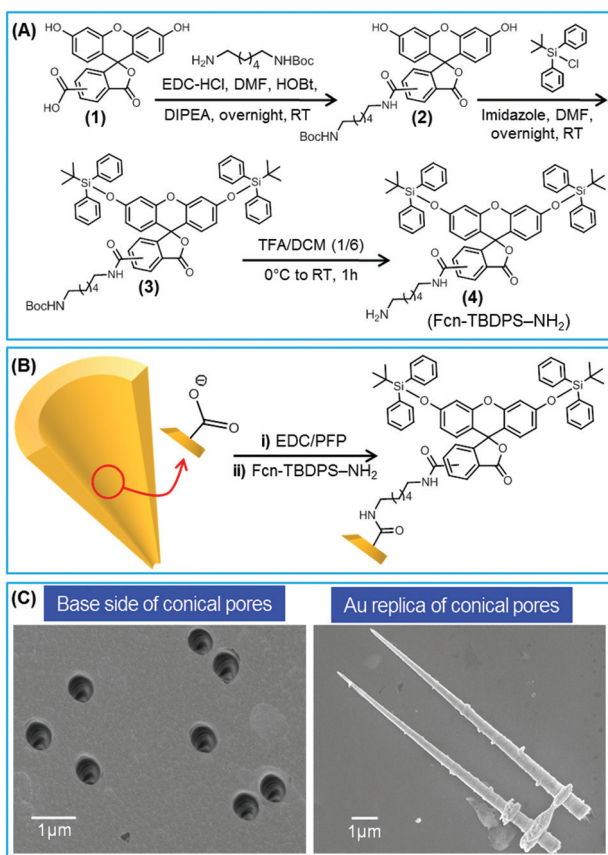 (A)
HO O OH
O
O
O
HO
(1)
H₂N ( )₄ NHBoc
EDC-HCl, DMF, HOBt,
DIPEA, overnight, RT
HO O OH
O
O
O
NH
( )₄
BocHN
(2)
Si
Cl
Imidazole, DMF,
overnight, RT
Si O O O Si
O
O
O
NH
( )₄
BocHN
(3)
TFA/DCM (1/6)
0°C to RT, 1h
Si O O O Si
O
O
O
NH
( )₄
H₂N
(4)
(Fcn-TBDPS–NH₂)
(B)
⊖
O
O
i) EDC/PFP
ii) Fcn-TBDPS–NH₂
Si O O O Si
O
O
O
NH
( )₄
HN
O
(C)
Base side of conical pores
Au replica of conical pores
1µm
1µm